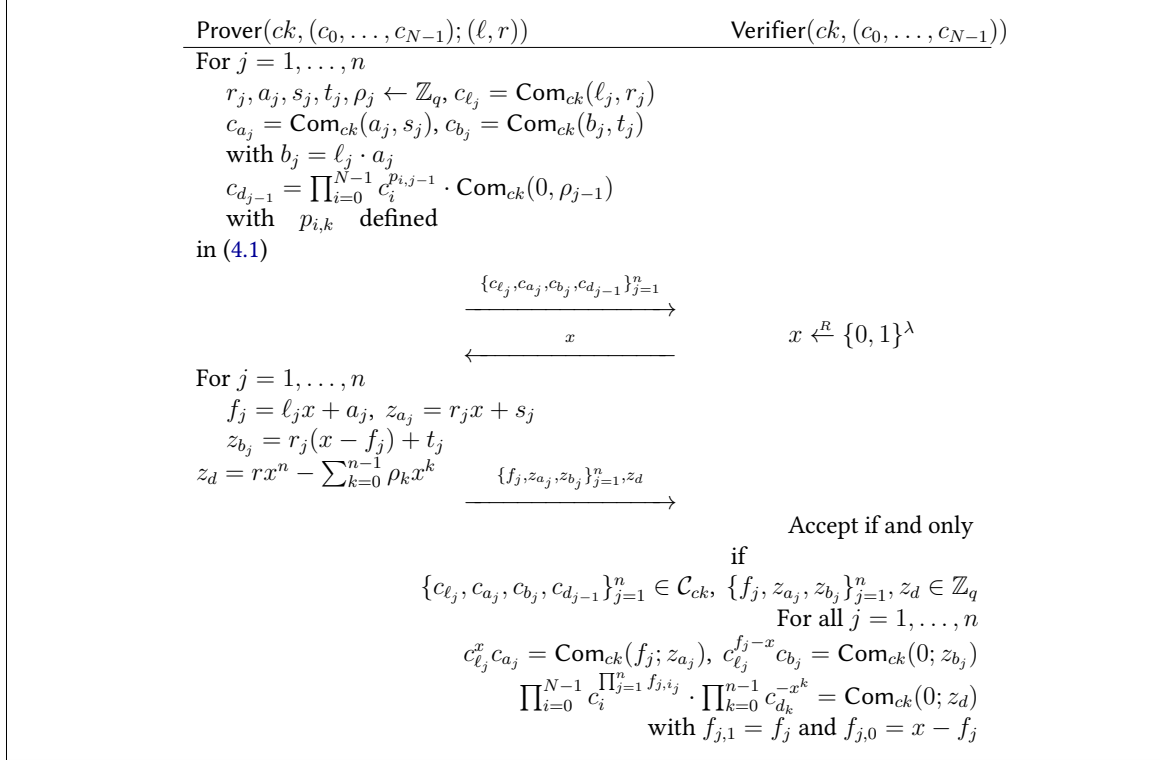 Prover(ck, (c_0, …, c_{N−1}); (ℓ, r)) Verifier(ck, (c_0, …, c_{N−1}))
For j = 1, …, n
r_j, a_j, s_j, t_j, ρ_j ← ℤ_q, c_{ℓ_j} = Com_{ck}(ℓ_j, r_j)
c_{a_j} = Com_{ck}(a_j, s_j), c_{b_j} = Com_{ck}(b_j, t_j)
with b_j = ℓ_j · a_j
c_{d_{j−1}} = ∏_{i=0}^{N−1} c_i^{p_{i,j−1}} · Com_{ck}(0, ρ_{j−1})
with p_{i,k} defined
in (4.1)
{c_{ℓ_j}, c_{a_j}, c_{b_j}, c_{d_{j−1}}}_{j=1}^n
⟶
x x ←^R {0, 1}^λ
⟵
For j = 1, …, n
f_j = ℓ_j x + a_j, z_{a_j} = r_j x + s_j
z_{b_j} = r_j(x − f_j) + t_j
z_d = rx^n − ∑_{k=0}^{n−1} ρ_k x^k {f_j, z_{a_j}, z_{b_j}}_{j=1}^n, z_d
⟶
Accept if and only
if
{c_{ℓ_j}, c_{a_j}, c_{b_j}, c_{d_{j−1}}}_{j=1}^n ∈ 𝒞_{ck}, {f_j, z_{a_j}, z_{b_j}}_{j=1}^n, z_d ∈ ℤ_q
For all j = 1, …, n
c_{ℓ_j}^x c_{a_j} = Com_{ck}(f_j; z_{a_j}), c_{ℓ_j}^{f_j−x} c_{b_j} = Com_{ck}(0; z_{b_j})
∏_{i=0}^{N−1} c_i^{∏_{j=1}^n f_{j,i_j}} · ∏_{k=0}^{n−1} c_{d_k}^{−x^k} = Com_{ck}(0; z_d)
with f_{j,1} = f_j and f_{j,0} = x − f_j